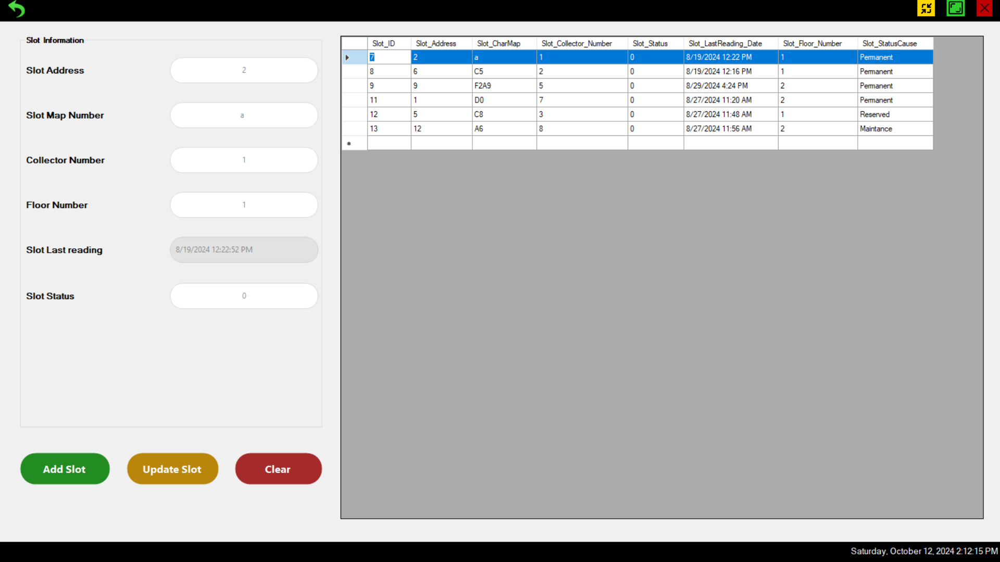 Slot Information
Slot Address 2
Slot Map Number a
Collector Number 1
Floor Number 1
Slot Last reading 8/19/2024 12:22:52 PM
Slot Status 0
Add Slot Update Slot Clear
Slot_ID Slot_Address Slot_CharMap Slot_Collector_Number Slot_Status Slot_LastReading_Date Slot_Floor_Number Slot_StatusCause
7 2 a 1 0 8/19/2024 12:22 PM 1 Permanent
8 6 C5 2 0 8/19/2024 12:16 PM 1 Permanent
9 9 F2A9 5 0 8/29/2024 4:24 PM 2 Permanent
11 1 D0 7 0 8/27/2024 11:20 AM 2 Permanent
12 5 C8 3 0 8/27/2024 11:48 AM 1 Reserved
13 12 A6 8 0 8/27/2024 11:56 AM 2 Maintance
Saturday, October 12, 2024 2:12:15 PM